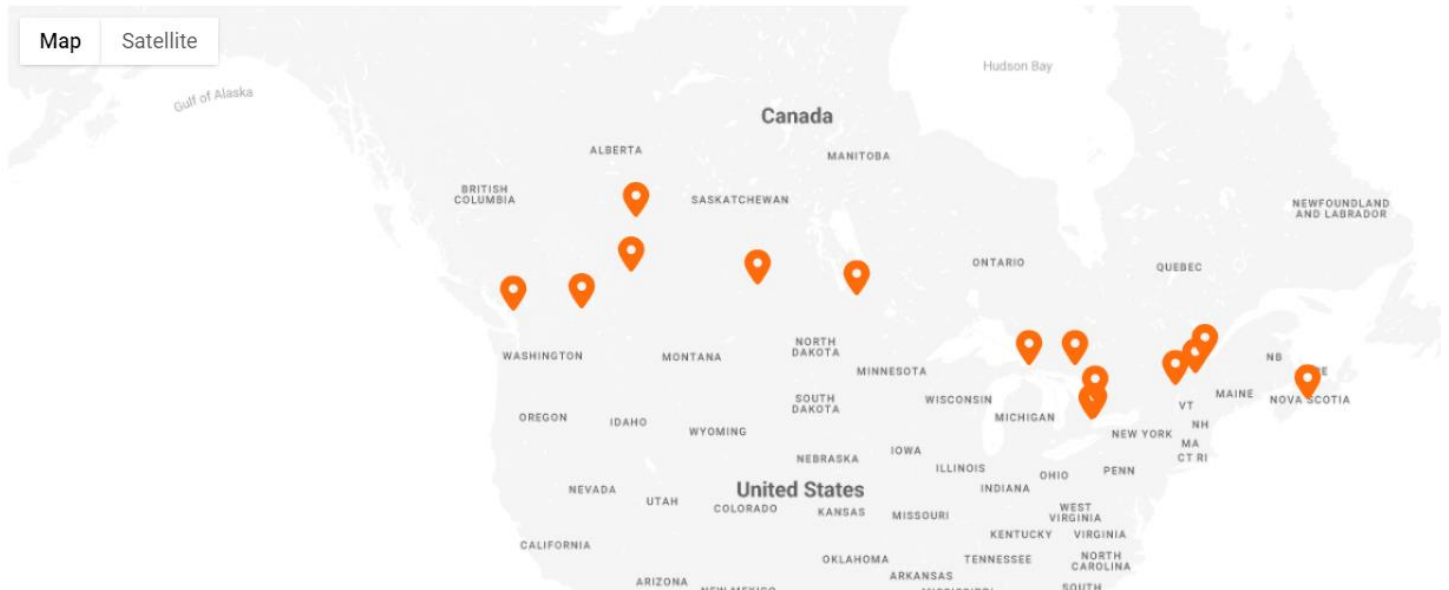 Map
Satellite
Hudson Bay
Gulf of Alaska
Canada
ALBERTA
MANITOBA
BRITISH
COLUMBIA
SASKATCHEWAN
NEWFOUNDLAND
AND LABRADOR
ONTARIO
QUEBEC
WASHINGTON
MONTANA
NORTH
DAKOTA
NB
MINNESOTA
SOUTH
DAKOTA
WISCONSIN
MAINE
NOVA SCOTIA
VT
OREGON
IDAHO
MICHIGAN
NH
WYOMING
NEW YORK
MA
CT RI
NEBRASKA
IOWA
ILLINOIS
OHIO
PENN
NEVADA
UTAH
United States
INDIANA
COLORADO
KANSAS
MISSOURI
WEST
VIRGINIA
KENTUCKY
VIRGINIA
CALIFORNIA
OKLAHOMA
TENNESSEE
NORTH
CAROLINA
ARIZONA
ARKANSAS
NEW MEXICO
SOUTH